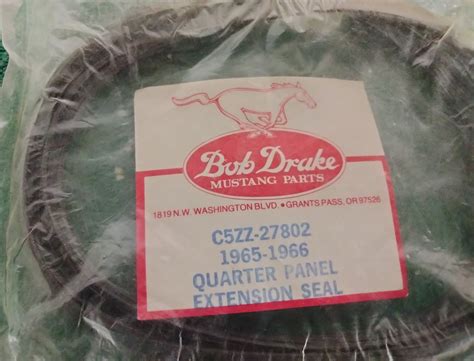 Bob Drake
MUSTANG PARTS
1819 N.W. WASHINGTON BLVD. • GRANTS PASS, OR 97526
C5ZZ-27802
1965-1966
QUARTER PANEL
EXTENSION SEAL